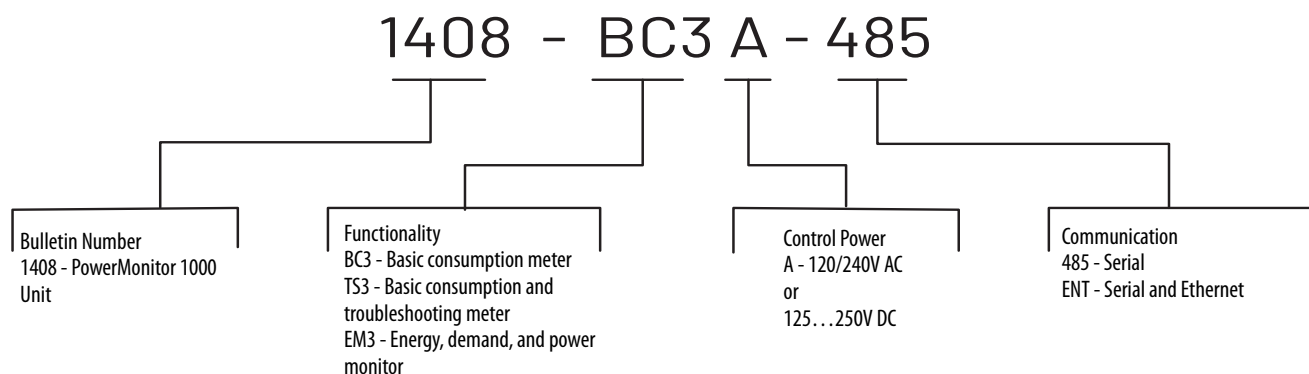 1408 - BC3 A - 485
Bulletin Number
1408 - PowerMonitor 1000
Unit
Functionality
BC3 - Basic consumption meter
TS3 - Basic consumption and
troubleshooting meter
EM3 - Energy, demand, and power
monitor
Control Power
A - 120/240V AC
or
125…250V DC
Communication
485 - Serial
ENT - Serial and Ethernet